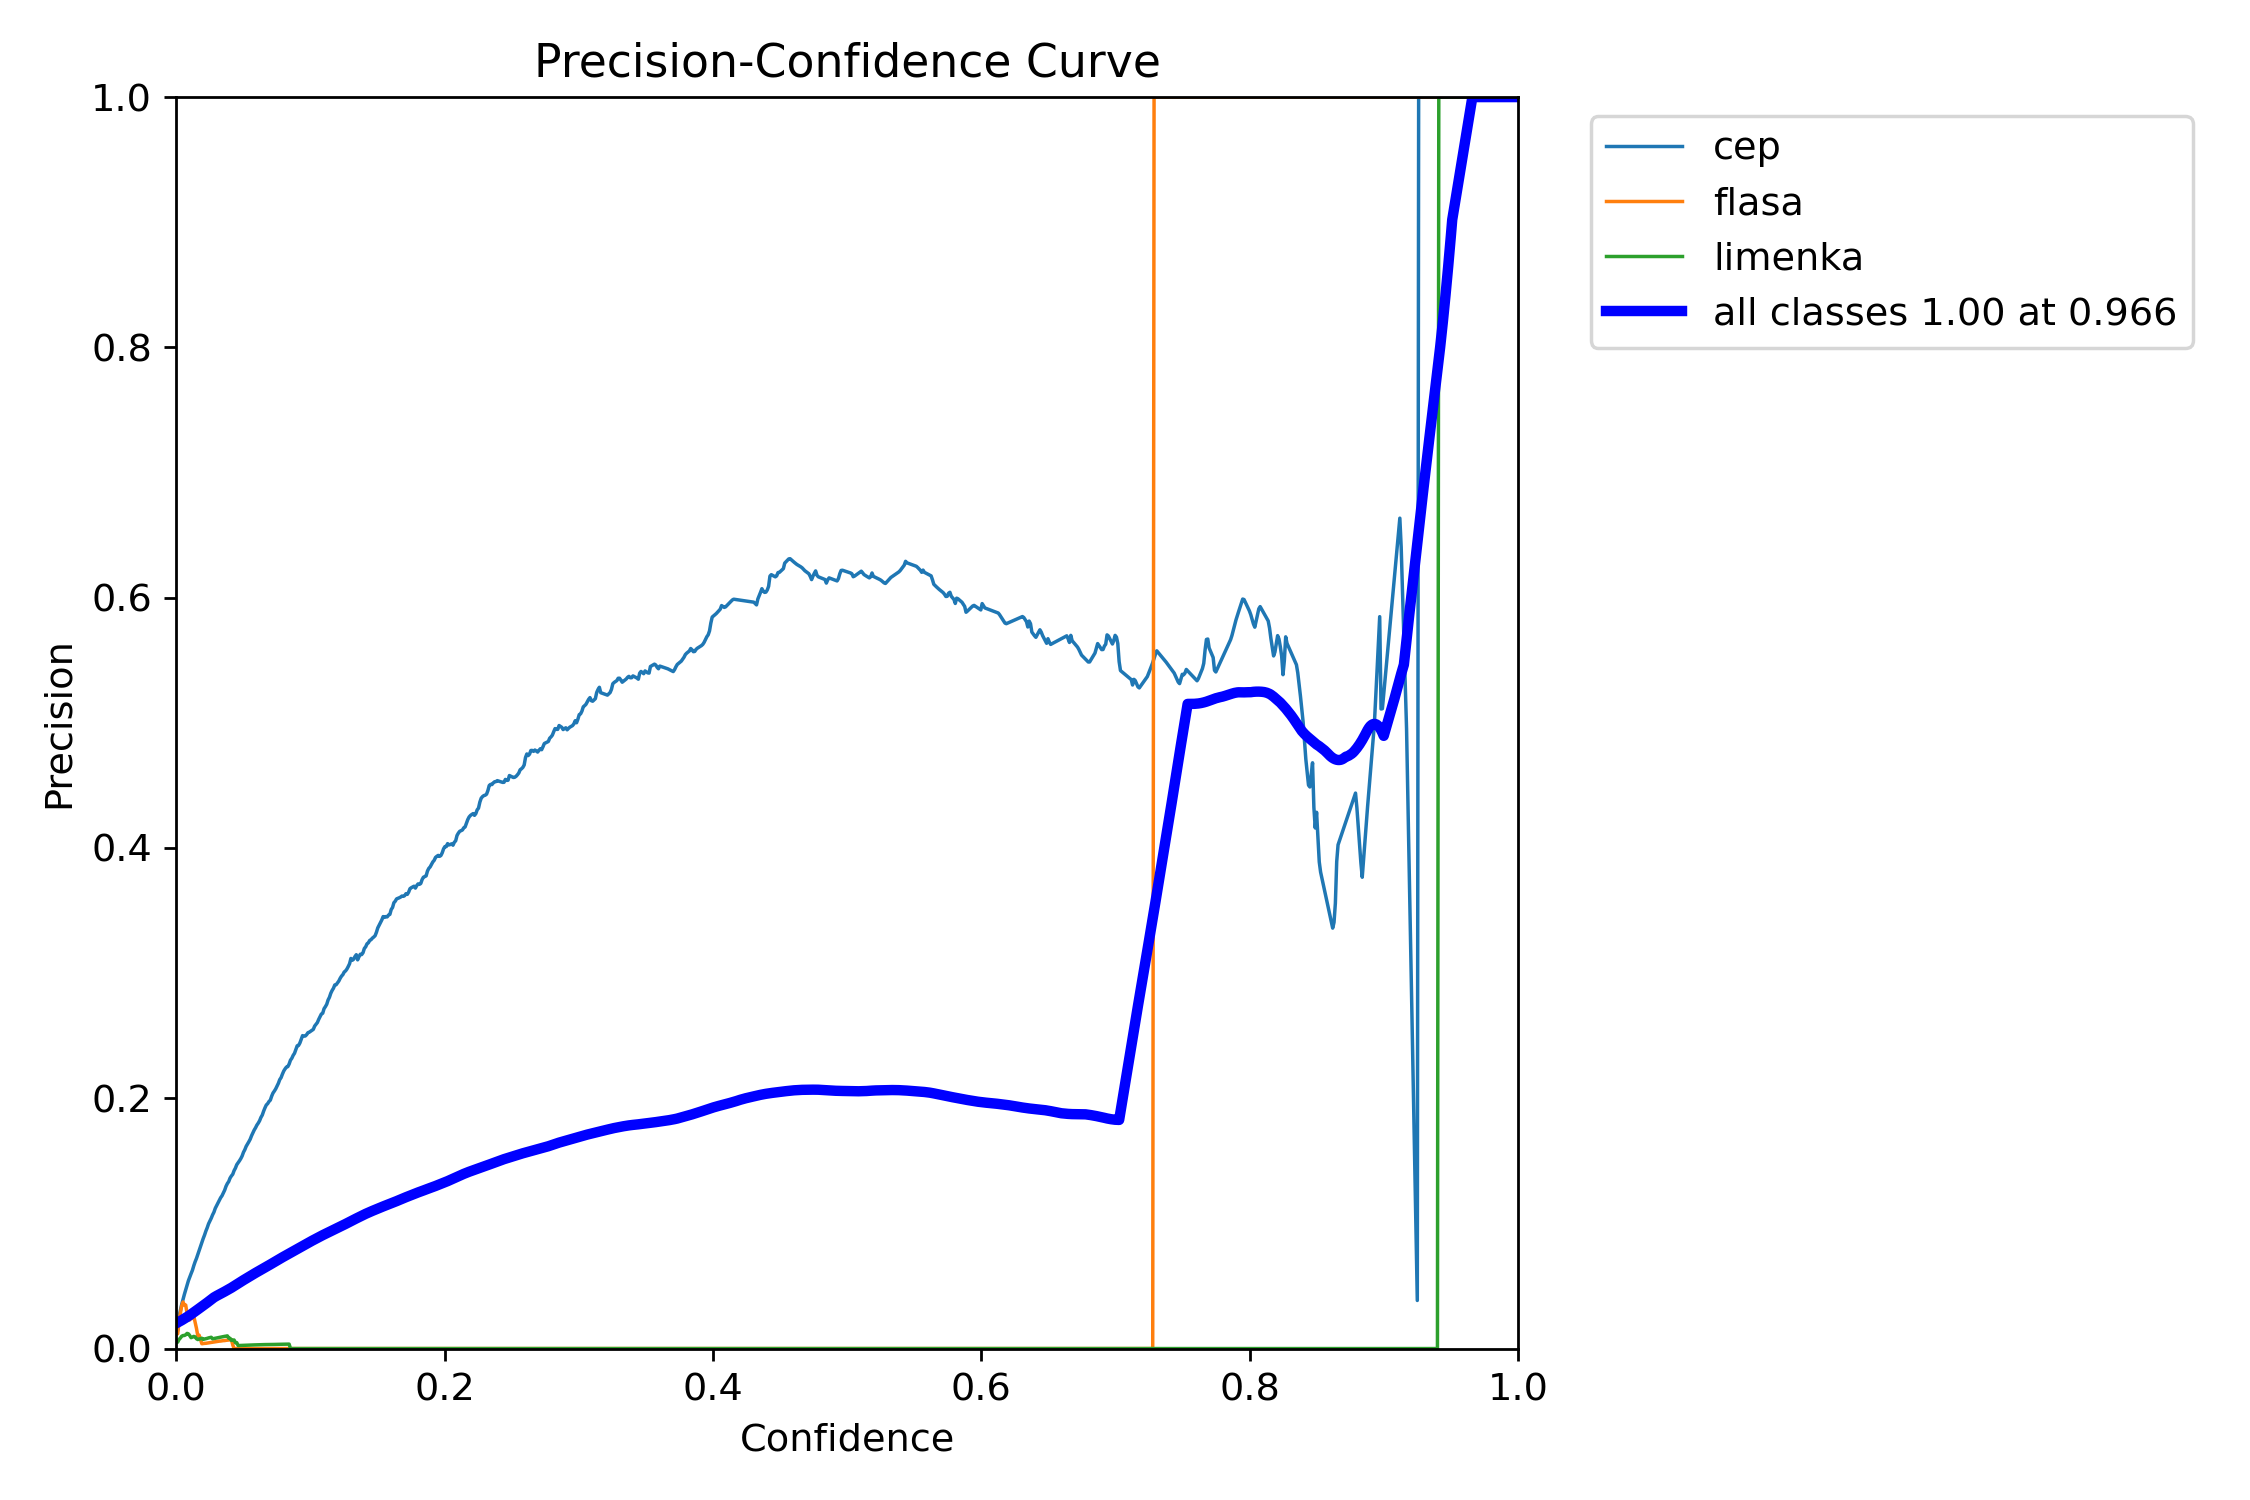 Precision-Confidence Curve
1.0
0.8
0.6
0.4
0.2
0.0
Precision
0.0 0.2 0.4 0.6 0.8 1.0
Confidence
cep
flasa
limenka
all classes 1.00 at 0.966